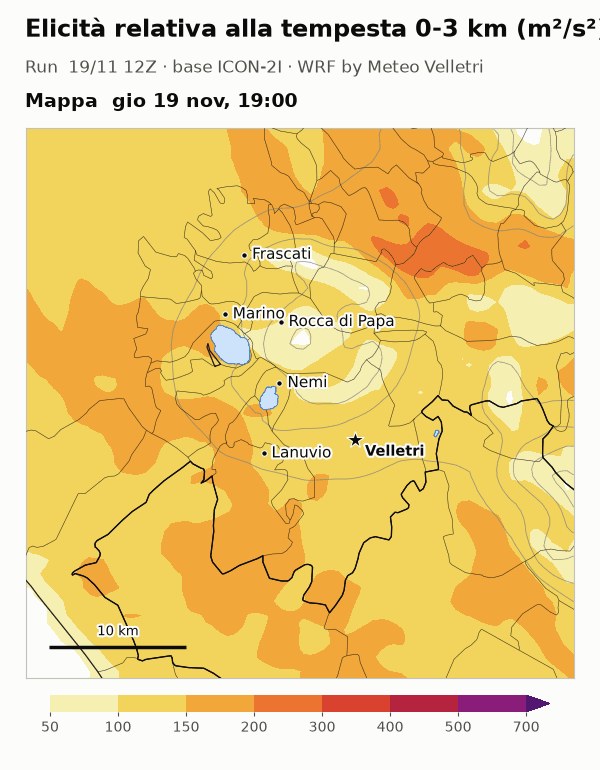 Elicità relativa alla tempesta 0-3 km (m²/s²)
Run 19/11 12Z · base ICON-2I · WRF by Meteo Velletri
Mappa gio 19 nov, 19:00
Frascati
Marino
Rocca di Papa
Nemi
Velletri
Lanuvio
10 km
50 100 150 200 300 400 500 700